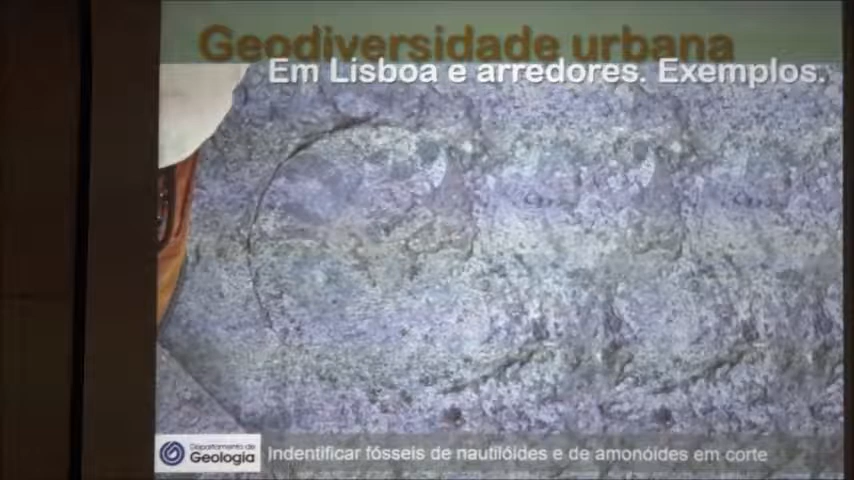 Geodiversidade urbana
Em Lisboa e arredores. Exemplos.
Departamento de
Geologia
Indentificar fósseis de nautilóides e de amonóides em corte